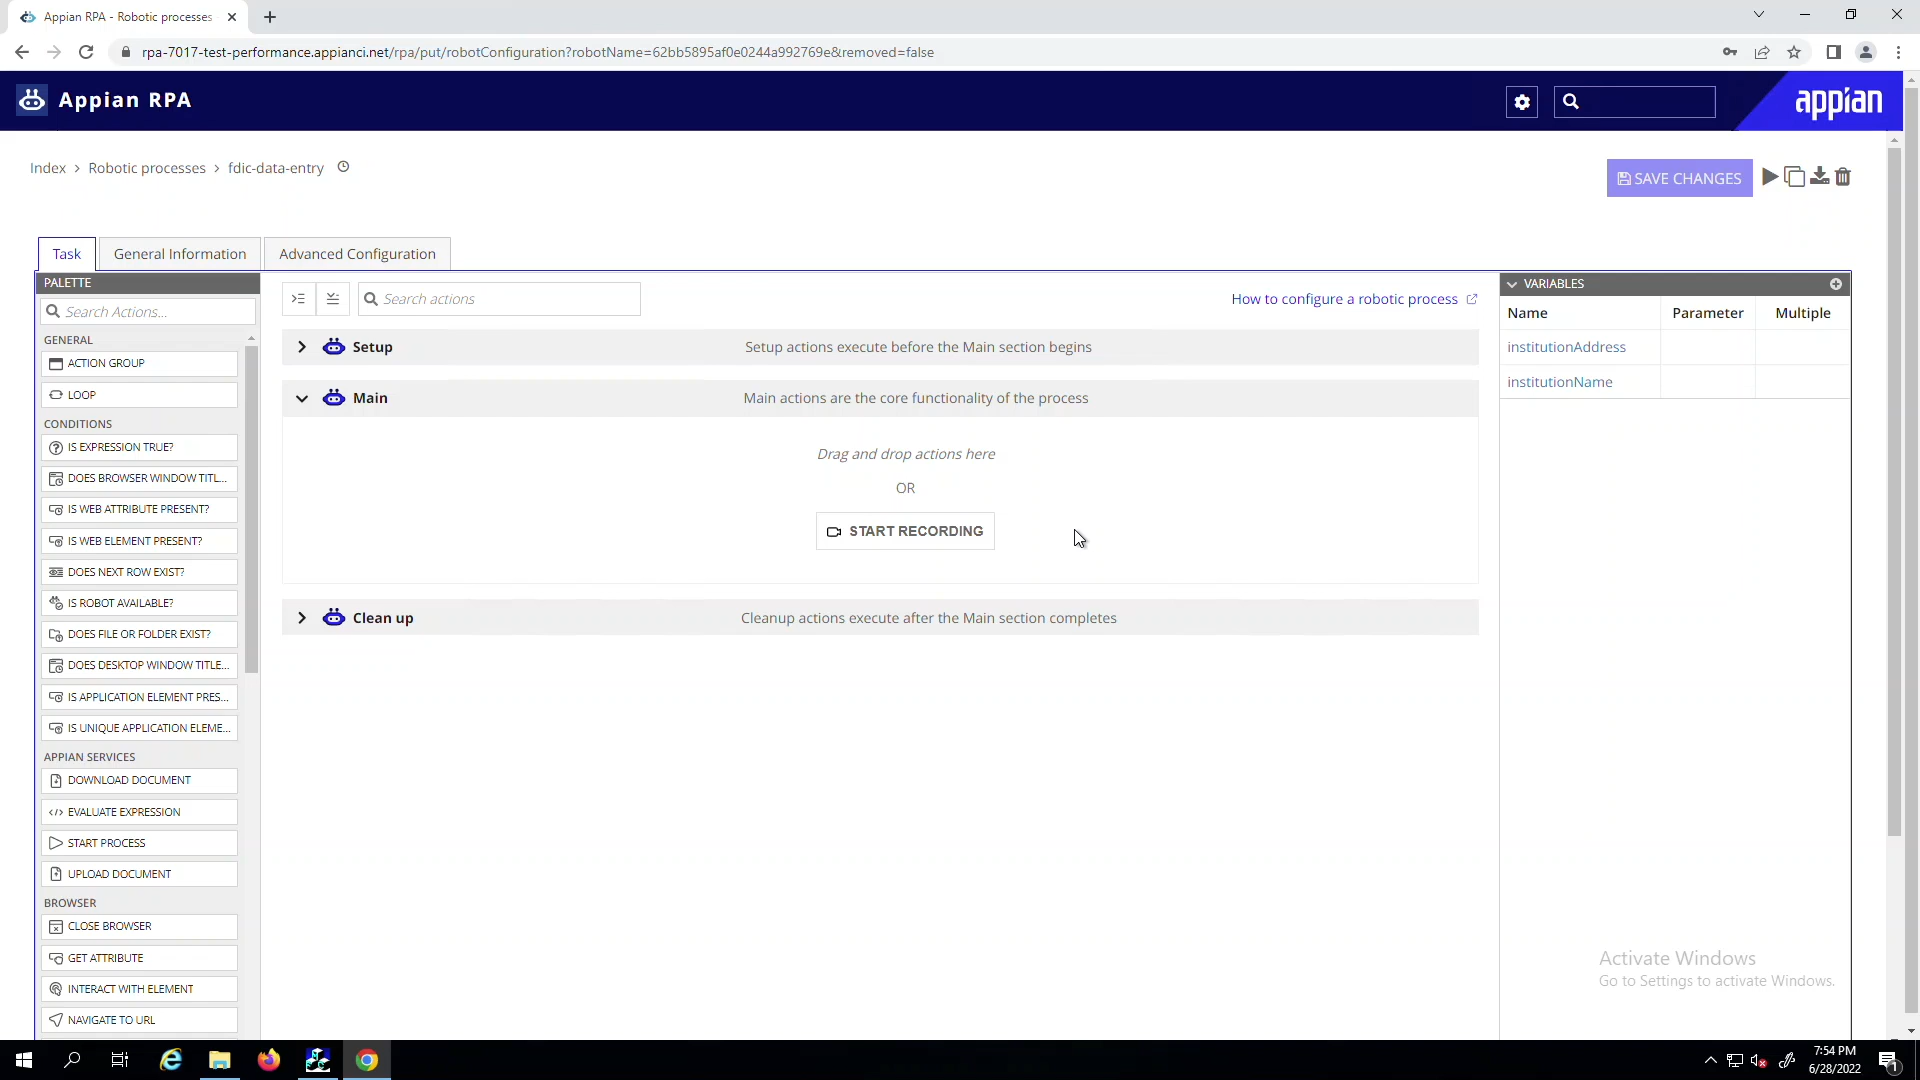 Appian RPA - Robotic processes
rpa-7017-test-performance.appianci.net/rpa/put/robotConfiguration?robotName=62bb5895af0e0244a992769e&removed=false
Appian RPA
appian
Index > Robotic processes > fdic-data-entry
SAVE CHANGES
Task
General Information
Advanced Configuration
PALETTE
Search Actions...
GENERAL
ACTION GROUP
LOOP
CONDITIONS
IS EXPRESSION TRUE?
DOES BROWSER WINDOW TITL...
IS WEB ATTRIBUTE PRESENT?
IS WEB ELEMENT PRESENT?
DOES NEXT ROW EXIST?
IS ROBOT AVAILABLE?
DOES FILE OR FOLDER EXIST?
DOES DESKTOP WINDOW TITLE...
IS APPLICATION ELEMENT PRES...
IS UNIQUE APPLICATION ELEME...
APPIAN SERVICES
DOWNLOAD DOCUMENT
EVALUATE EXPRESSION
START PROCESS
UPLOAD DOCUMENT
BROWSER
CLOSE BROWSER
GET ATTRIBUTE
INTERACT WITH ELEMENT
NAVIGATE TO URL
Search actions
How to configure a robotic process
Setup
Setup actions execute before the Main section begins
Main
Main actions are the core functionality of the process
Drag and drop actions here
OR
START RECORDING
Clean up
Cleanup actions execute after the Main section completes
VARIABLES
Name Parameter Multiple
institutionAddress
institutionName
Activate Windows
Go to Settings to activate Windows.
7:54 PM
6/28/2022
1